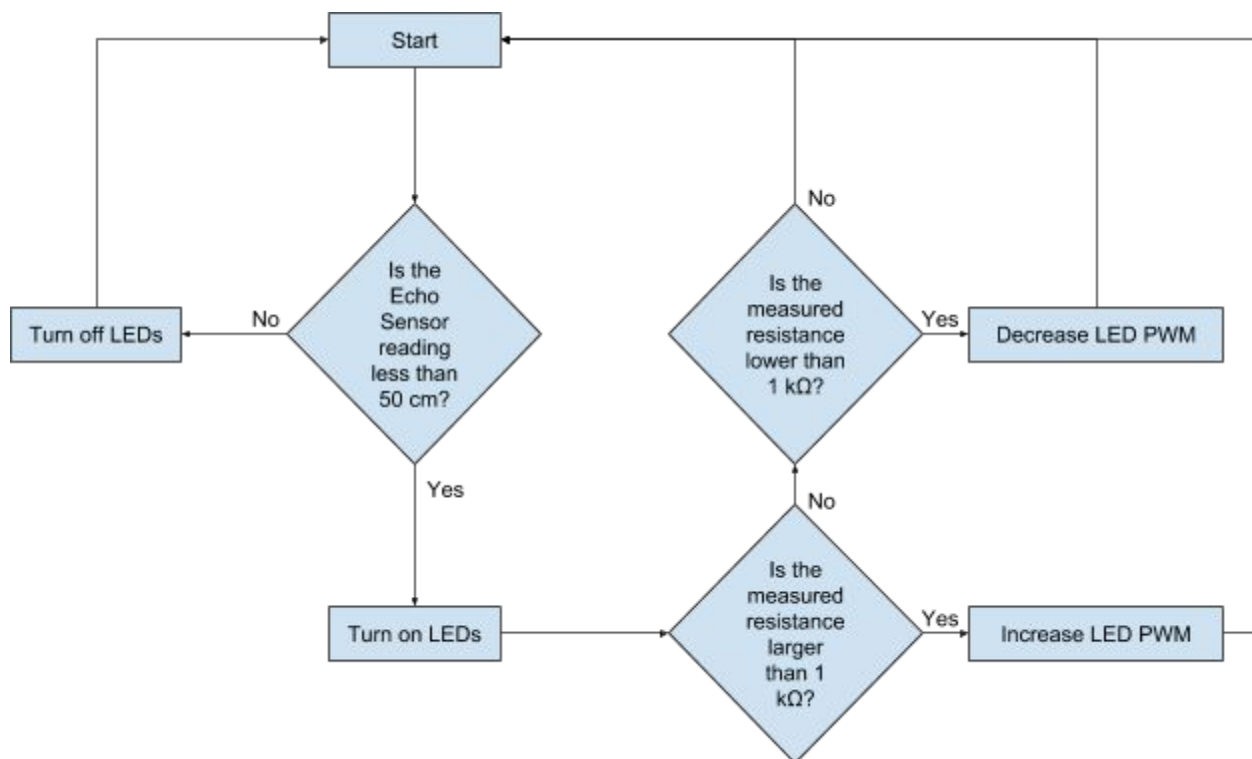 Start
Is the
Echo
Sensor
reading
less than
50 cm?
No
Turn off LEDs
Yes
Turn on LEDs
Is the
measured
resistance
larger
than 1
kΩ?
Yes
Increase LED PWM
No
Is the
measured
resistance
lower than
1 kΩ?
Yes
Decrease LED PWM
No